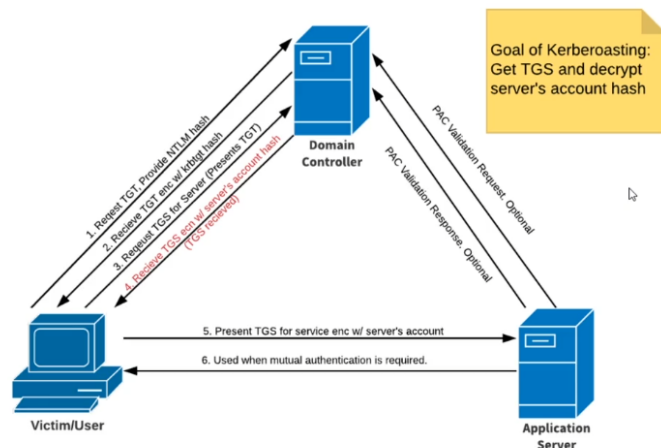 Goal of Kerberoasting:
Get TGS and decrypt
server's account hash
Domain
Controller
1. Reqest TGT, Provide NTLM hash
2. Recieve TGT enc w/ krbtgt hash
3. Reqeust TGS for Server (Presents TGT)
4. Recieve TGS ecn w/ server's account hash
(TGS recieved)
PAC Validation Request. Optional
PAC Validation Response. Optional
5. Present TGS for service enc w/ server's account
6. Used when mutual authentication is required.
Victim/User
Application
Server